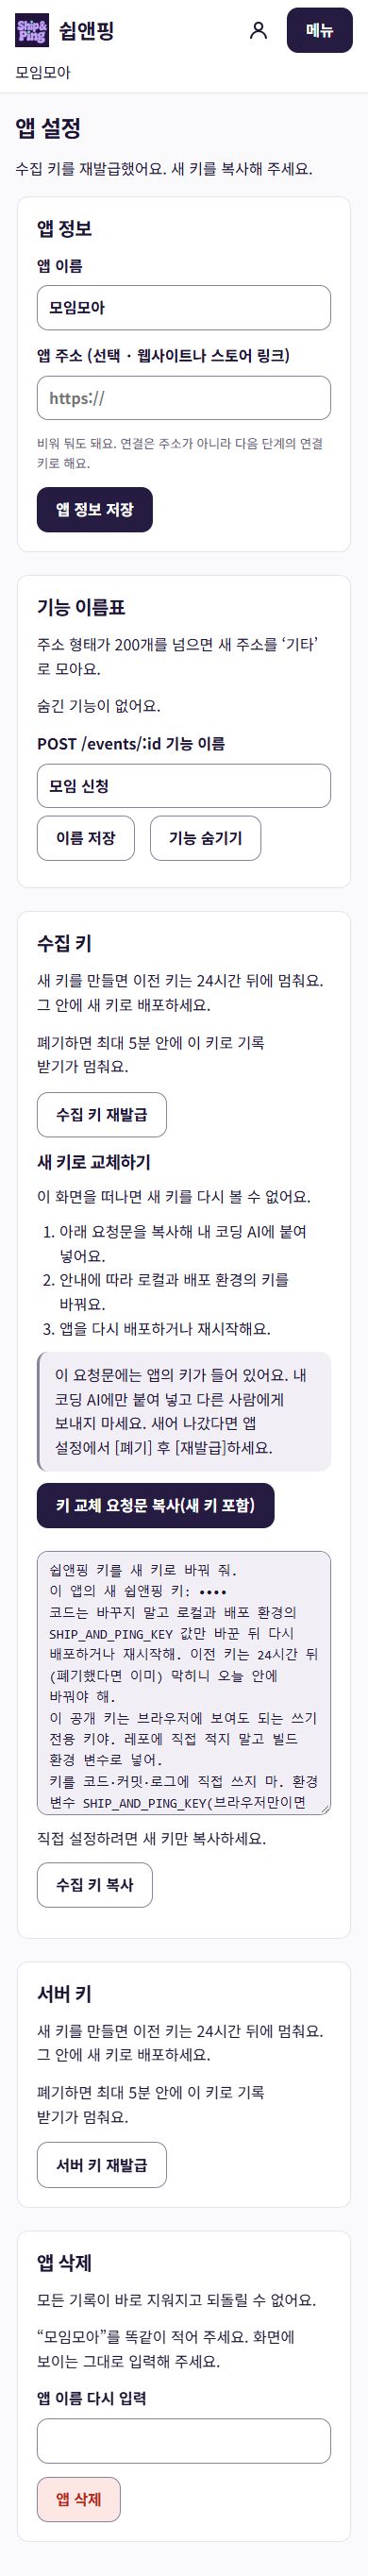 Ship&
Ping
쉽앤핑
메뉴
모임모아
앱 설정
수집 키를 재발급했어요. 새 키를 복사해 주세요.
앱 정보
앱 이름
모임모아
앱 주소 (선택 · 웹사이트나 스토어 링크)
https://
비워 둬도 돼요. 연결은 주소가 아니라 다음 단계의 연결
키로 해요.
앱 정보 저장
기능 이름표
주소 형태가 200개를 넘으면 새 주소를 ‘기타’
로 모아요.
숨긴 기능이 없어요.
POST /events/:id 기능 이름
모임 신청
이름 저장
기능 숨기기
수집 키
새 키를 만들면 이전 키는 24시간 뒤에 멈춰요.
그 안에 새 키로 배포하세요.
폐기하면 최대 5분 안에 이 키로 기록
받기가 멈춰요.
수집 키 재발급
새 키로 교체하기
이 화면을 떠나면 새 키를 다시 볼 수 없어요.
1. 아래 요청문을 복사해 내 코딩 AI에 붙여
넣어요.
2. 안내에 따라 로컬과 배포 환경의 키를
바꿔요.
3. 앱을 다시 배포하거나 재시작해요.
이 요청문에는 앱의 키가 들어 있어요. 내
코딩 AI에만 붙여 넣고 다른 사람에게
보내지 마세요. 새어 나갔다면 앱
설정에서 [폐기] 후 [재발급]하세요.
키 교체 요청문 복사(새 키 포함)
쉽앤핑 키를 새 키로 바꿔 줘.
이 앱의 새 쉽앤핑 키: ••••
코드는 바꾸지 말고 로컬과 배포 환경의
SHIP_AND_PING_KEY 값만 바꾼 뒤 다시
배포하거나 재시작해. 이전 키는 24시간 뒤
(폐기했다면 이미) 막히니 오늘 안에
바꿔야 해.
이 공개 키는 브라우저에 보여도 되는 쓰기
전용 키야. 레포에 직접 적지 말고 빌드
환경 변수로 넣어.
키를 코드·커밋·로그에 직접 쓰지 마. 환경
변수 SHIP_AND_PING_KEY(브라우저만이면
직접 설정하려면 새 키만 복사하세요.
수집 키 복사
서버 키
새 키를 만들면 이전 키는 24시간 뒤에 멈춰요.
그 안에 새 키로 배포하세요.
폐기하면 최대 5분 안에 이 키로 기록
받기가 멈춰요.
서버 키 재발급
앱 삭제
모든 기록이 바로 지워지고 되돌릴 수 없어요.
“모임모아”를 똑같이 적어 주세요. 화면에
보이는 그대로 입력해 주세요.
앱 이름 다시 입력
앱 삭제